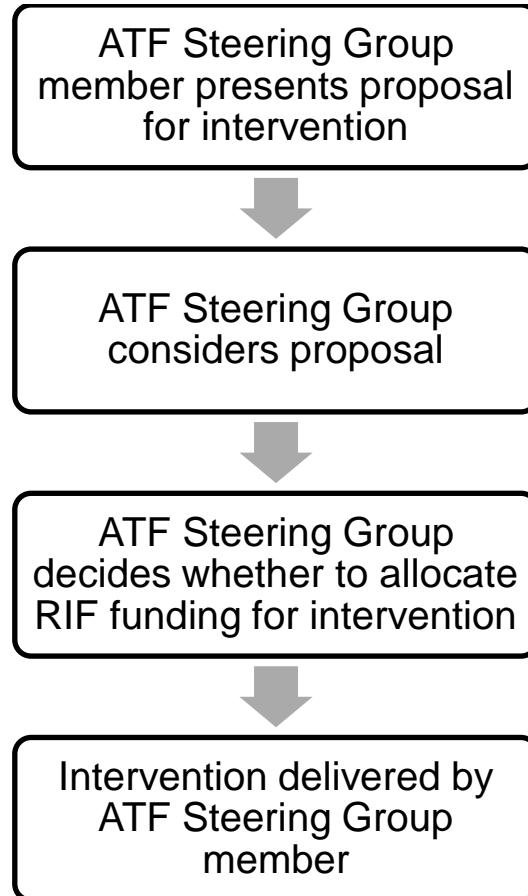 ATF Steering Group
member presents proposal
for intervention
ATF Steering Group
considers proposal
ATF Steering Group
decides whether to allocate
RIF funding for intervention
Intervention delivered by
ATF Steering Group
member